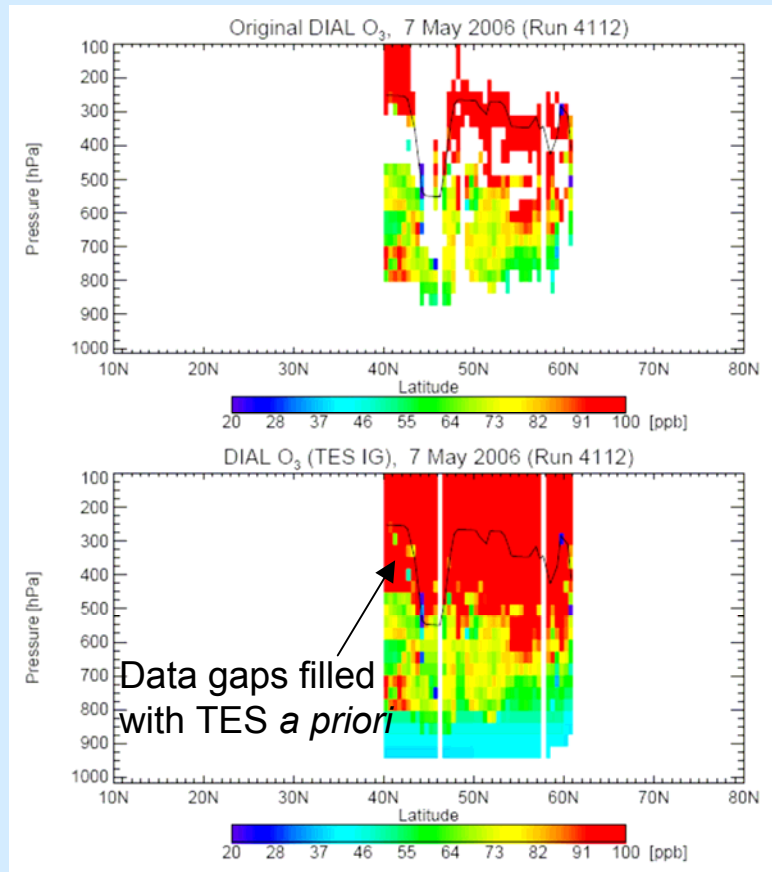 Original DIAL O3, 7 May 2006 (Run 4112)
Pressure [hPa]
100
200
300
400
500
600
700
800
900
1000
10N 20N 30N 40N 50N 60N 70N 80N
Latitude
20 28 37 46 55 64 73 82 91 100 [ppb]
DIAL O3 (TES IG), 7 May 2006 (Run 4112)
Pressure [hPa]
100
200
300
400
500
600
700
800
900
1000
Data gaps filled
with TES a priori
10N 20N 30N 40N 50N 60N 70N 80N
Latitude
20 28 37 46 55 64 73 82 91 100 [ppb]